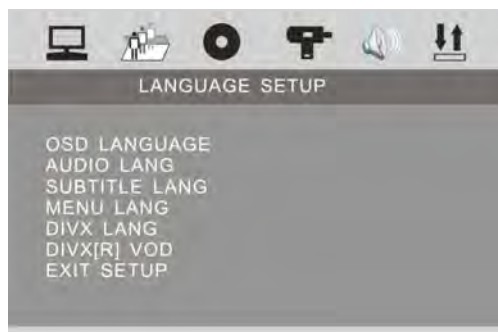 LANGUAGE SETUP
OSD LANGUAGE
AUDIO LANG
SUBTITLE LANG
MENU LANG
DIVX LANG
DIVX[R] VOD
EXIT SETUP